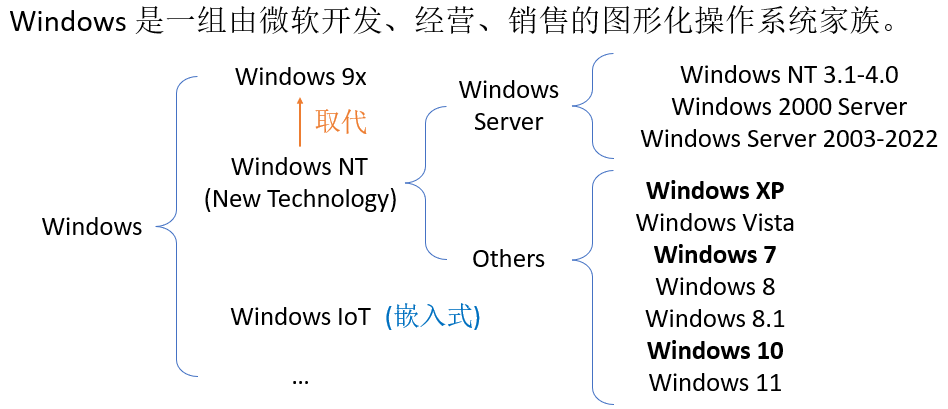 Windows 是一组由微软开发、经营、销售的图形化操作系统家族。
Windows
Windows 9x
取代
Windows NT
(New Technology)
Windows IoT (嵌入式)
...
Windows
Server
Others
Windows NT 3.1-4.0
Windows 2000 Server
Windows Server 2003-2022
Windows XP
Windows Vista
Windows 7
Windows 8
Windows 8.1
Windows 10
Windows 11